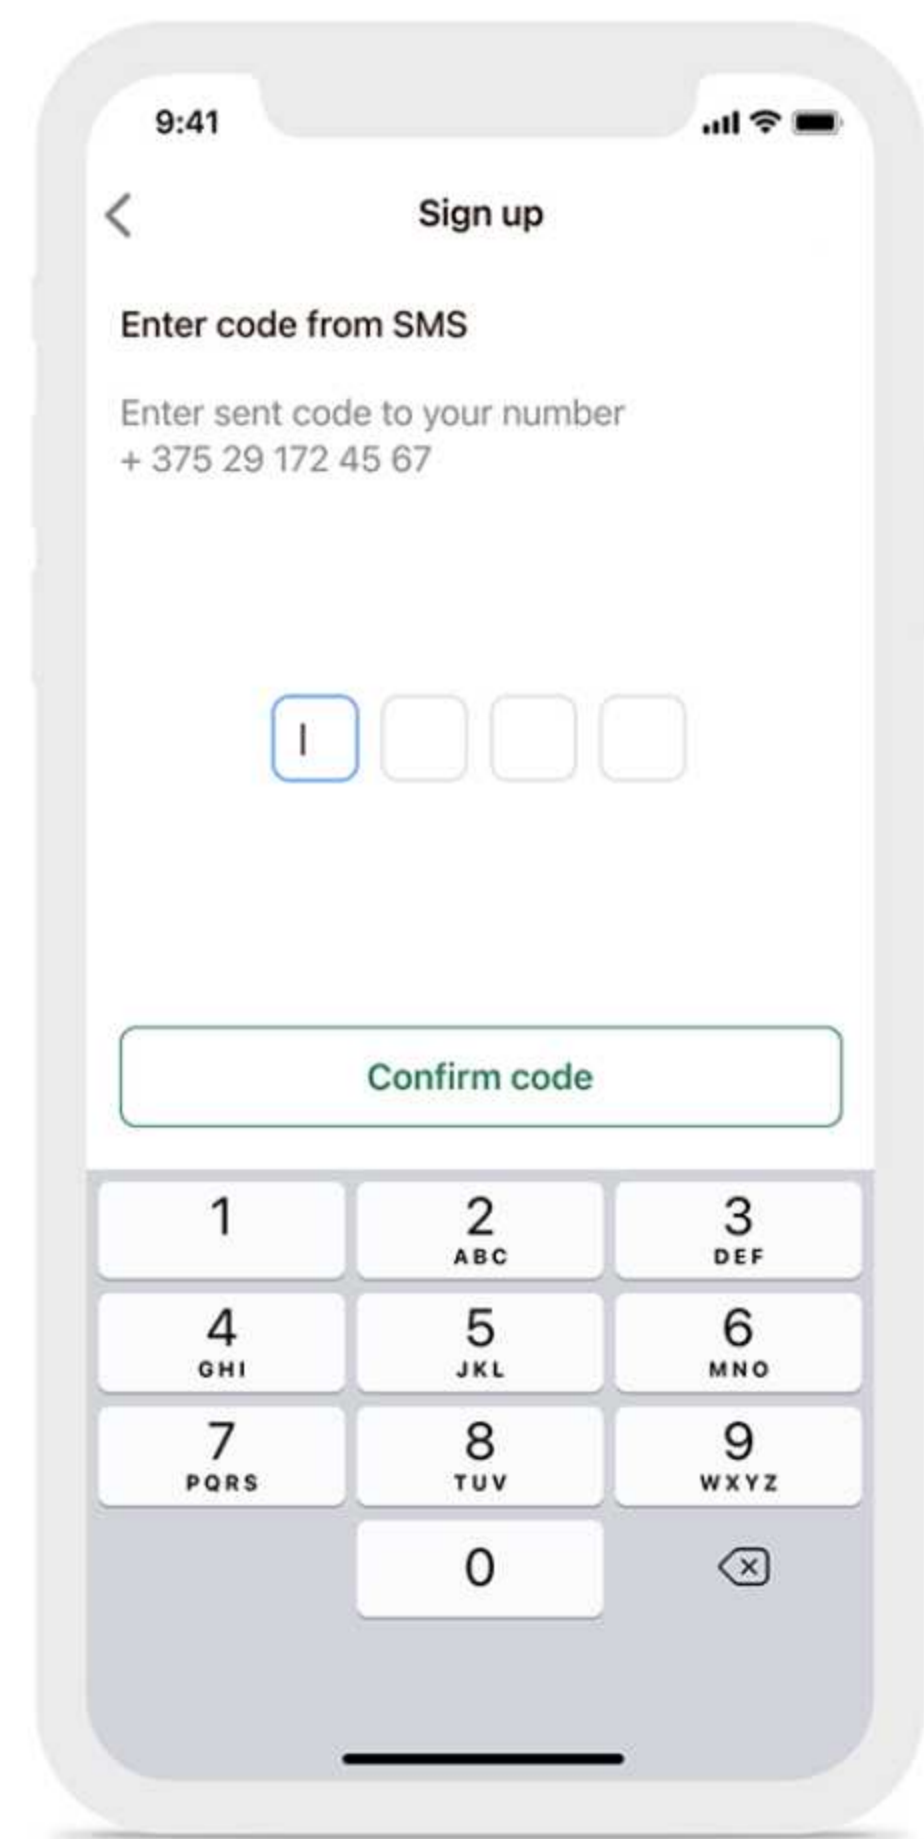 9:41
Sign up
Enter code from SMS
Enter sent code to your number
+ 375 29 172 45 67
Confirm code
1 2 3
ABC DEF
4 5 6
GHI JKL MNO
7 8 9
PQRS TUV WXYZ
0